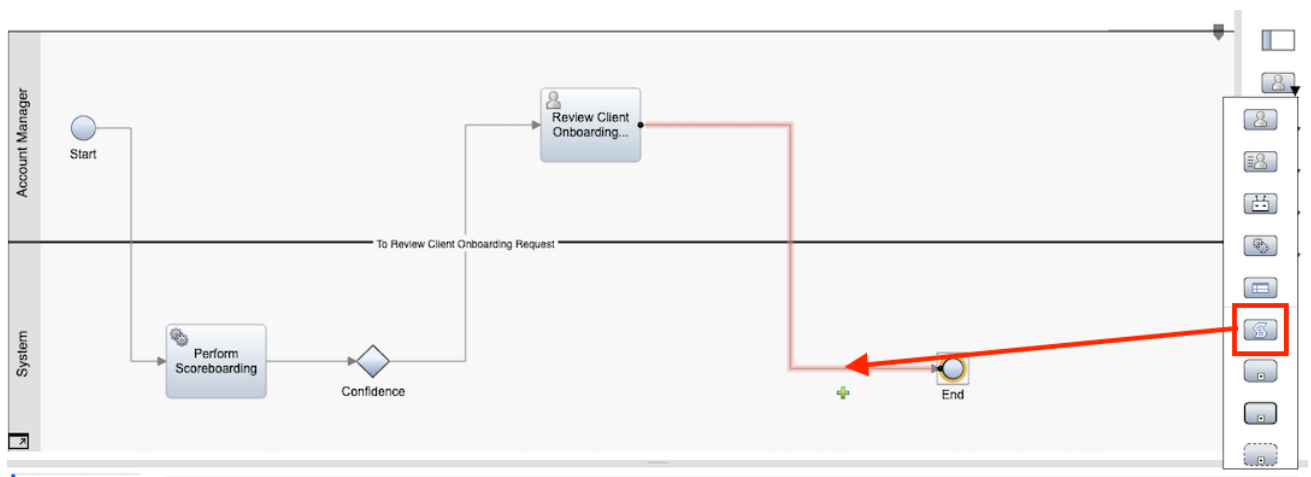 Account Manager
Start
Review Client
Onboarding...
To Review Client Onboarding Request
System
Perform
Scoreboarding
Confidence
End